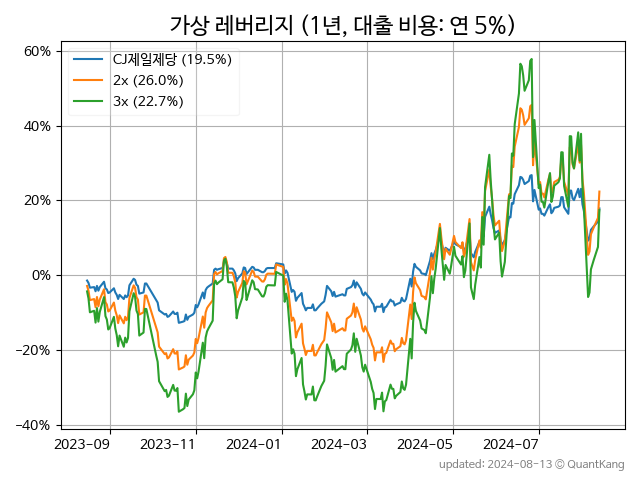 가상 레버리지 (1년, 대출 비용: 연 5%)
CJ제일제당 (19.5%)
2x (26.0%)
3x (22.7%)
60%
40%
20%
0%
−20%
−40%
2023-09 2023-11 2024-01 2024-03 2024-05 2024-07
updated: 2024-08-13 © QuantKang